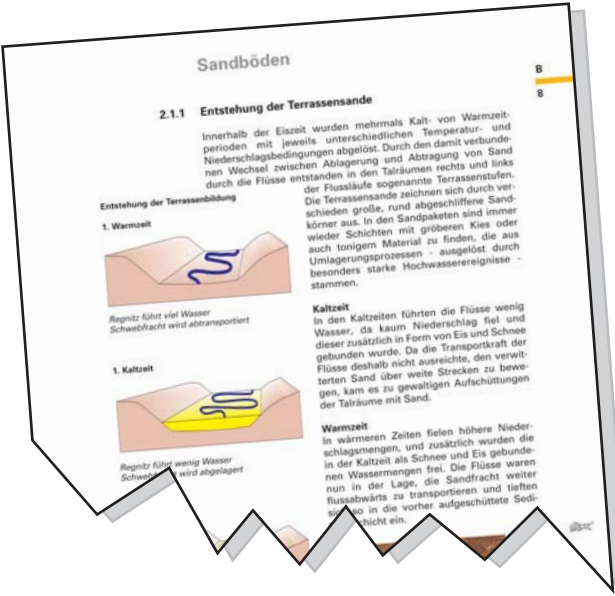 Sandböden
B
8
2.1.1 Entstehung der Terrassensande
Innerhalb der Eiszeit wurden mehrmals Kalt- von Warmzeit-
perioden mit jeweils unterschiedlichen Temperatur- und
Niederschlagsbedingungen abgelöst. Durch den damit verbunde-
nen Wechsel zwischen Ablagerung und Abtragung von Sand
durch die Flüsse entstanden in den Talräumen rechts und links
der Flussläufe sogenannte Terrassenstufen.
Die Terrassensande zeichnen sich durch ver-
schieden große, rund abgeschliffene Sand-
körner aus. In den Sandpaketen sind immer
wieder Schichten mit gröberen Kies oder
auch tonigem Material zu finden, die aus
Umlagerungsprozessen - ausgelöst durch
besonders starke Hochwasserereignisse -
stammen.
Entstehung der Terrassenbildung
1. Warmzeit
Regnitz führt viel Wasser
Schwebfracht wird abtransportiert
Kaltzeit
In den Kaltzeiten führten die Flüsse wenig
Wasser, da kaum Niederschlag fiel und
dieser zusätzlich in Form von Eis und Schnee
gebunden wurde. Da die Transportkraft der
Flüsse deshalb nicht ausreichte, den verwit-
terten Sand über weite Strecken zu bewe-
gen, kam es zu gewaltigen Aufschüttungen
der Talräume mit Sand.
1. Kaltzeit
Regnitz führt wenig Wasser
wird abgelagert
Warmzeit
In wärmeren Zeiten fielen höhere Nieder-
schlagsmengen, und zusätzlich wurden die
in der Kaltzeit als Schnee und Eis gebunde-
nen Wassermengen frei. Die Flüsse waren
nun in der Lage, die Sandfracht weiter
flussabwärts zu transportieren und tieften
so in die vorher aufgeschüttete Sedi-
ein.